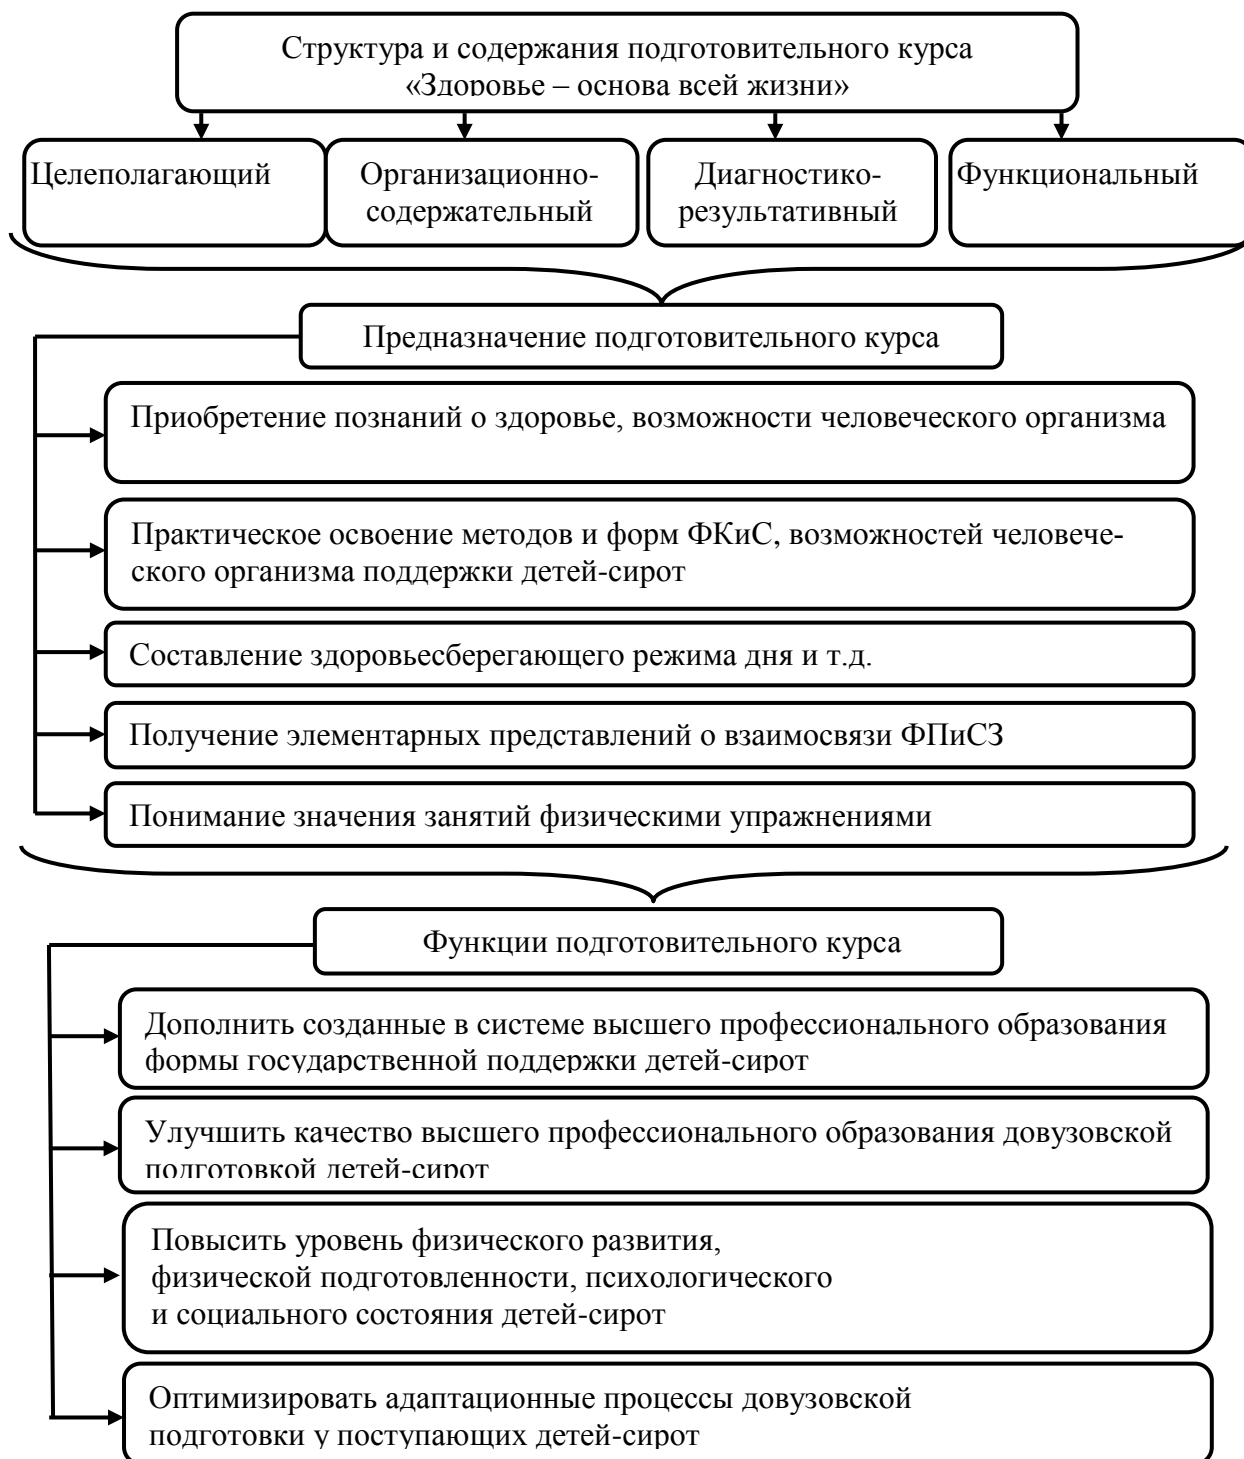 Структура и содержания подготовительного курса
«Здоровье – основа всей жизни»
Целеполагающий
Организационно-
содержательный
Диагностико-
результативный
Функциональный
Предназначение подготовительного курса
Приобретение познаний о здоровье, возможности человеческого организма
Практическое освоение методов и форм ФКиС, возможностей человече-
ского организма поддержки детей-сирот
Составление здоровьесберегающего режима дня и т.д.
Получение элементарных представлений о взаимосвязи ФПиСЗ
Понимание значения занятий физическими упражнениями
Функции подготовительного курса
Дополнить созданные в системе высшего профессионального образования
формы государственной поддержки детей-сирот
Улучшить качество высшего профессионального образования довузовской
подготовкой детей-сирот
Повысить уровень физического развития,
физической подготовленности, психологического
и социального состояния детей-сирот
Оптимизировать адаптационные процессы довузовской
подготовки у поступающих детей-сирот